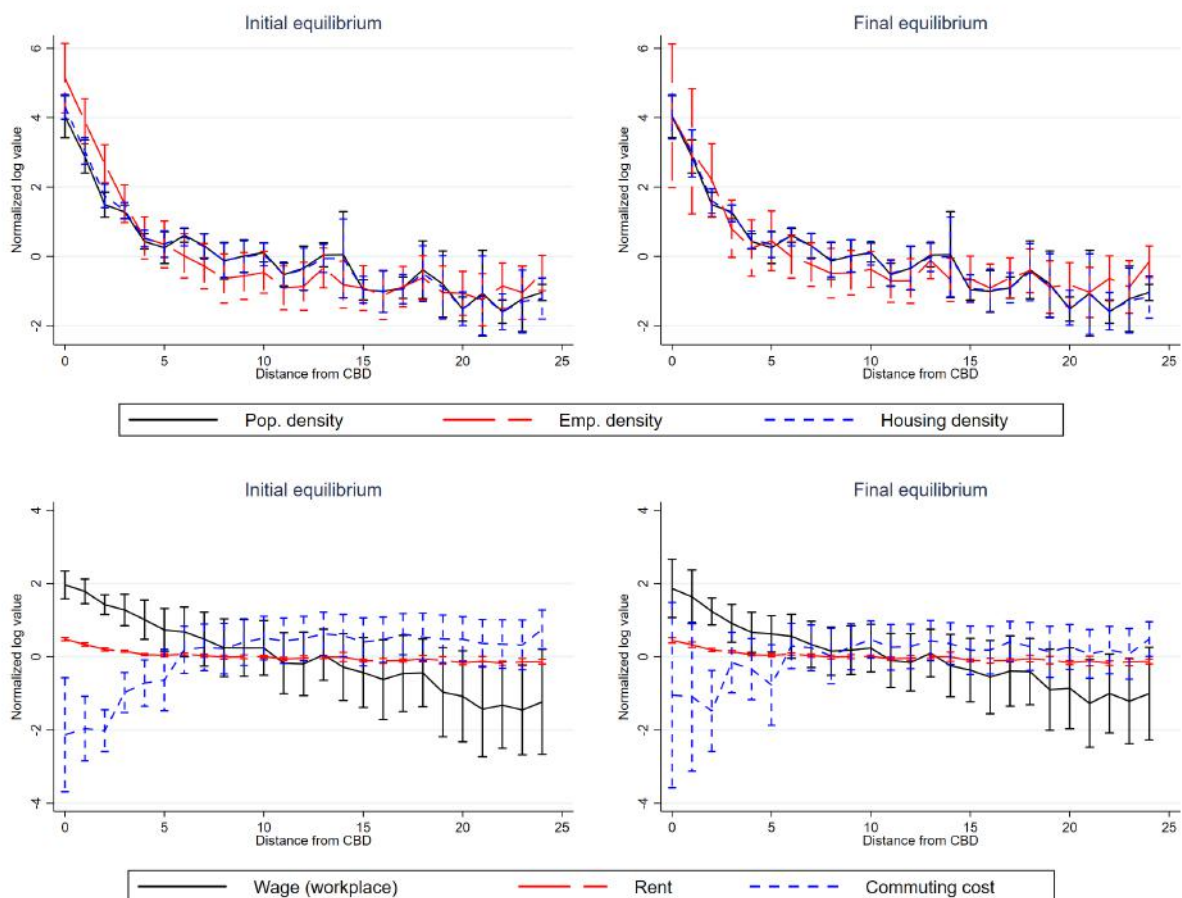 Initial equilibrium
Normalized log value
6
4
2
0
-2
0 5 10 15 20 25
Distance from CBD
Final equilibrium
Normalized log value
6
4
2
0
-2
0 5 10 15 20 25
Distance from CBD
Pop. density Emp. density Housing density
Initial equilibrium
Normalized log value
4
2
0
-2
-4
0 5 10 15 20 25
Distance from CBD
Final equilibrium
Normalized log value
4
2
0
-2
-4
0 5 10 15 20 25
Distance from CBD
Wage (workplace) Rent Commuting cost